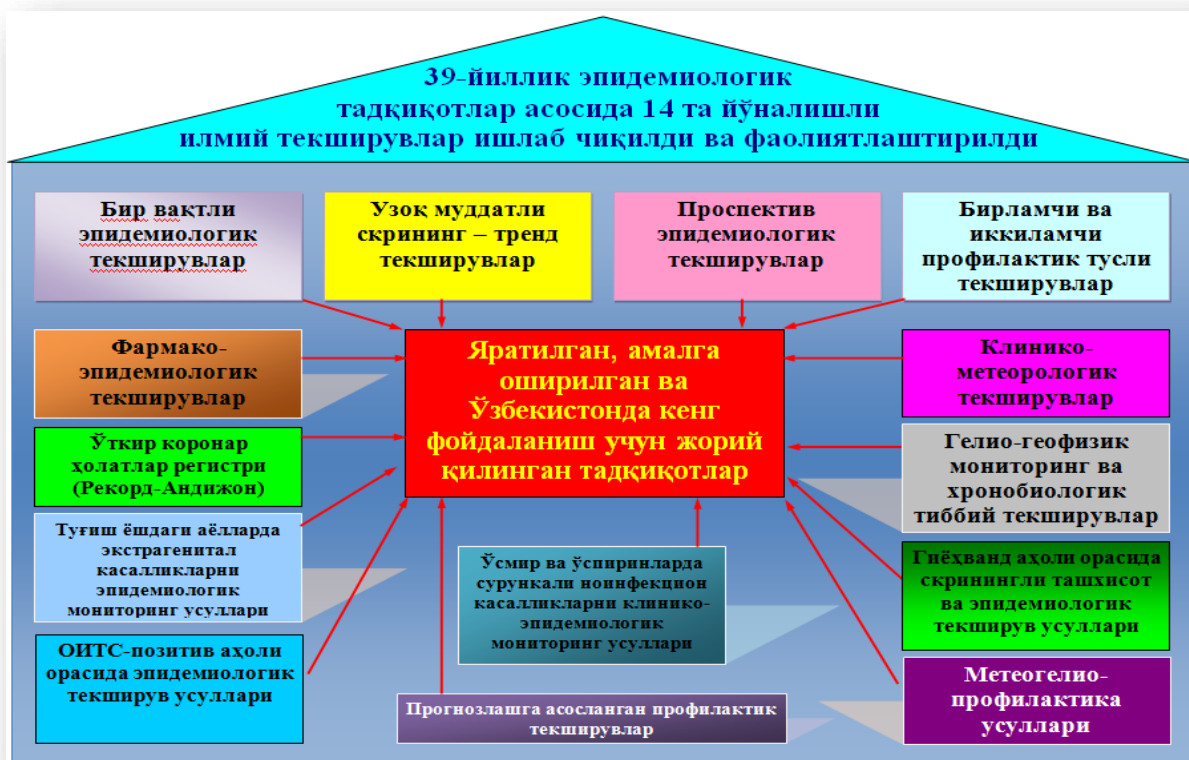 39-йиллик эпидемиологик
тадқиқотлар асосида 14 та йўналишли
илмий текширувлар ишлаб чиқилди ва фаолиятлаштирилди
Бир вақтли
эпидемиологик
текширувлар
Узоқ муддатли
скрининг – тренд
текширувлар
Проспектив
эпидемиологик
текширувлар
Бирламчи ва
иккиламчи
профилактик тусли
текширувлар
Фармако-
эпидемиологик
текширувлар
Яратилган, амалга
оширилган ва
Ўзбекистонда кенг
фойдаланиш учун жорий
қилинган тадқиқотлар
Клинико-
метеорологик
текширувлар
Ўткир коронар
ҳолатлар регистри
(Рекорд-Андижон)
Гелио-геофизик
мониторинг ва
хронобиологик
тиббий текширувлар
Туғиш ёшдаги аёлларда
экстрагенитал
касалликларни
эпидемиологик
мониторинг усуллари
Ўсмир ва ўспиринларда
сурункали ноинфекцион
касалликларни клинико-
эпидемиологик
мониторинг усуллари
Гиёҳванд аҳоли орасида
скринингли ташхисот
ва эпидемиологик
текширув усуллари
ОИТС-позитив аҳоли
орасида эпидемиологик
текширув усуллари
Прогнозлашга асосланган профилактик
текширувлар
Метеогелио-
профилактика
усуллари